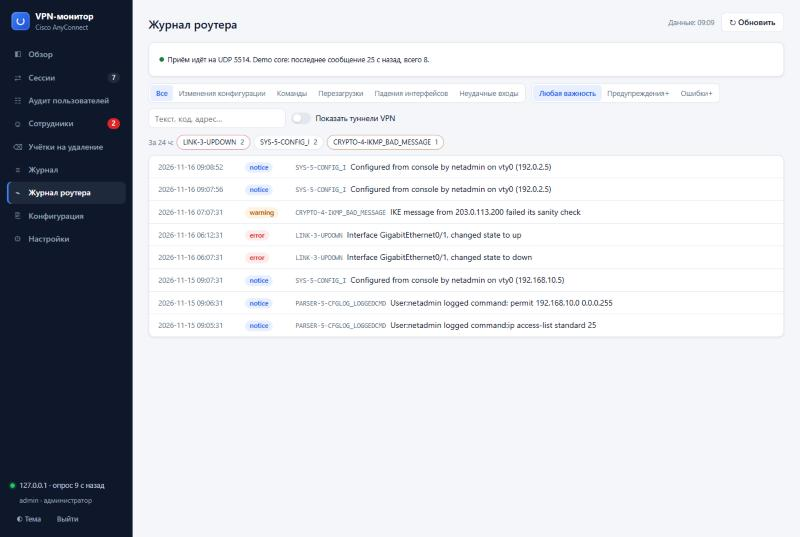 VPN-монитор
Cisco AnyConnect
Обзор
Сессии 7
Аудит пользователей
Сотрудники 2
Учётки на удаление
Журнал
Журнал роутера
Конфигурация
Настройки
127.0.0.1 · опрос 9 с назад
admin · администратор
Тема Выйти
Журнал роутера
Данные: 09:09 Обновить
Приём идёт на UDP 5514. Demo core: последнее сообщение 25 с назад, всего 8.
Все Изменения конфигурации Команды Перезагрузки Падения интерфейсов Неудачные входы Любая важность Предупреждения+ Ошибки+
Текст, код, адрес... Показать туннели VPN
За 24 ч: LINK-3-UPDOWN 2 SYS-5-CONFIG_I 2 CRYPTO-4-IKMP_BAD_MESSAGE 1
2026-11-16 09:08:52 notice SYS-5-CONFIG_I Configured from console by netadmin on vty0 (192.0.2.5)
2026-11-16 09:07:56 notice SYS-5-CONFIG_I Configured from console by netadmin on vty0 (192.0.2.5)
2026-11-16 07:07:31 warning CRYPTO-4-IKMP_BAD_MESSAGE IKE message from 203.0.113.200 failed its sanity check
2026-11-16 06:12:31 error LINK-3-UPDOWN Interface GigabitEthernet0/1, changed state to up
2026-11-16 06:07:31 error LINK-3-UPDOWN Interface GigabitEthernet0/1, changed state to down
2026-11-15 09:07:31 notice SYS-5-CONFIG_I Configured from console by netadmin on vty0 (192.168.10.5)
2026-11-15 09:06:31 notice PARSER-5-CFGLOG_LOGGEDCMD User:netadmin logged command: permit 192.168.10.0 0.0.0.255
2026-11-15 09:05:31 notice PARSER-5-CFGLOG_LOGGEDCMD User:netadmin logged command:ip access-list standard 25